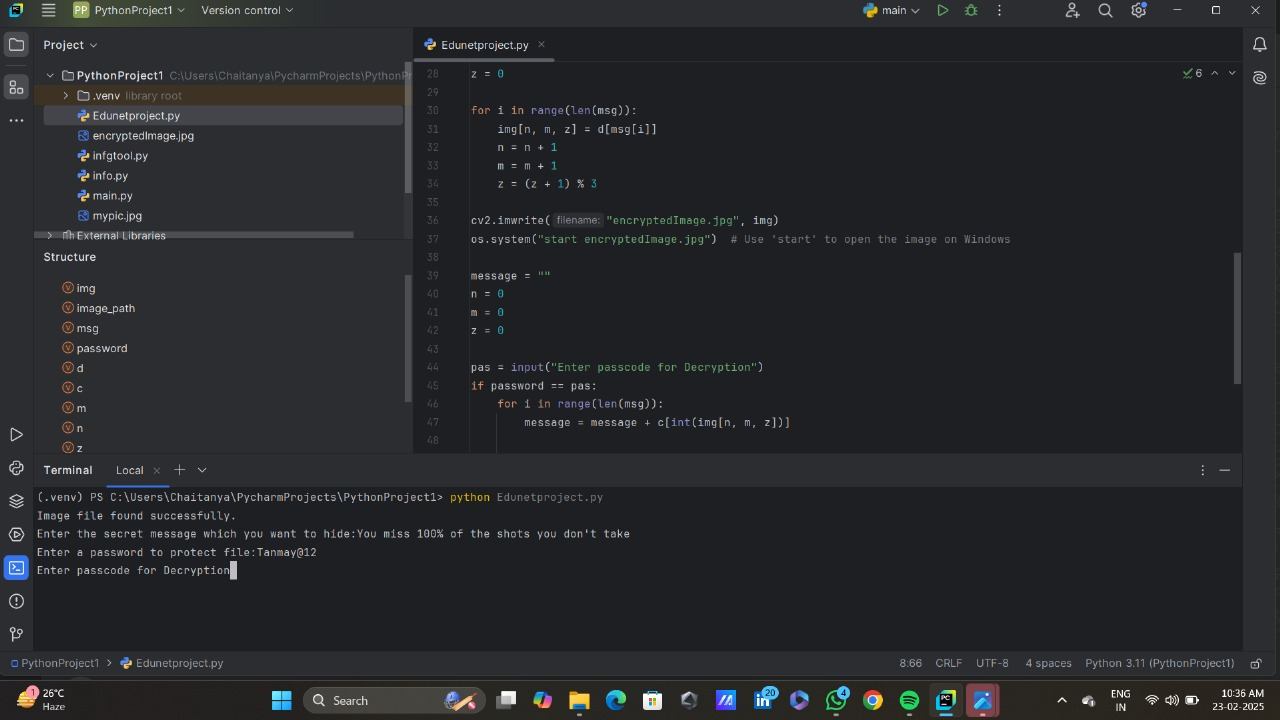 PP PythonProject1 Version control main
Project
PythonProject1 C:\Users\Chaitanya\PycharmProjects\PythonPr
.venv library root
Edunetproject.py
encryptedImage.jpg
infgtool.py
info.py
main.py
mypic.jpg
External Libraries
Structure
img
image_path
msg
password
d
c
m
n
z
Edunetproject.py
6
28 z = 0
29
30 for i in range(len(msg)):
31 img[n, m, z] = d[msg[i]]
32 n = n + 1
33 m = m + 1
34 z = (z + 1) % 3
35
36 cv2.imwrite( filename: "encryptedImage.jpg", img)
37 os.system("start encryptedImage.jpg") # Use 'start' to open the image on Windows
38
39 message = ""
40 n = 0
41 m = 0
42 z = 0
43
44 pas = input("Enter passcode for Decryption")
45 if password == pas:
46 for i in range(len(msg)):
47 message = message + c[int(img[n, m, z])]
48
Terminal Local
(.venv) PS C:\Users\Chaitanya\PycharmProjects\PythonProject1> python Edunetproject.py
Image file found successfully.
Enter the secret message which you want to hide:You miss 100% of the shots you don't take
Enter a password to protect file:Tanmay@12
Enter passcode for Decryption
PythonProject1 Edunetproject.py 8:66 CRLF UTF-8 4 spaces Python 3.11 (PythonProject1)
1 26°C
Haze
Search
20
4
ENG
IN
10:36 AM
23-02-2025